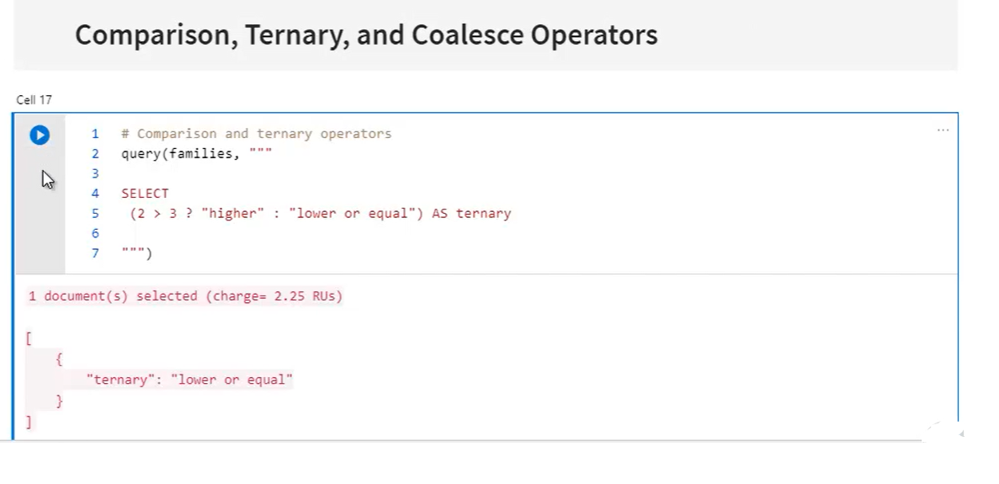 Comparison, Ternary, and Coalesce Operators
Cell 17
...
1 # Comparison and ternary operators
2 query(families, """
3
4 SELECT
5 (2 > 3 ? "higher" : "lower or equal") AS ternary
6
7 """)
1 document(s) selected (charge= 2.25 RUs)
[
{
"ternary": "lower or equal"
}
]